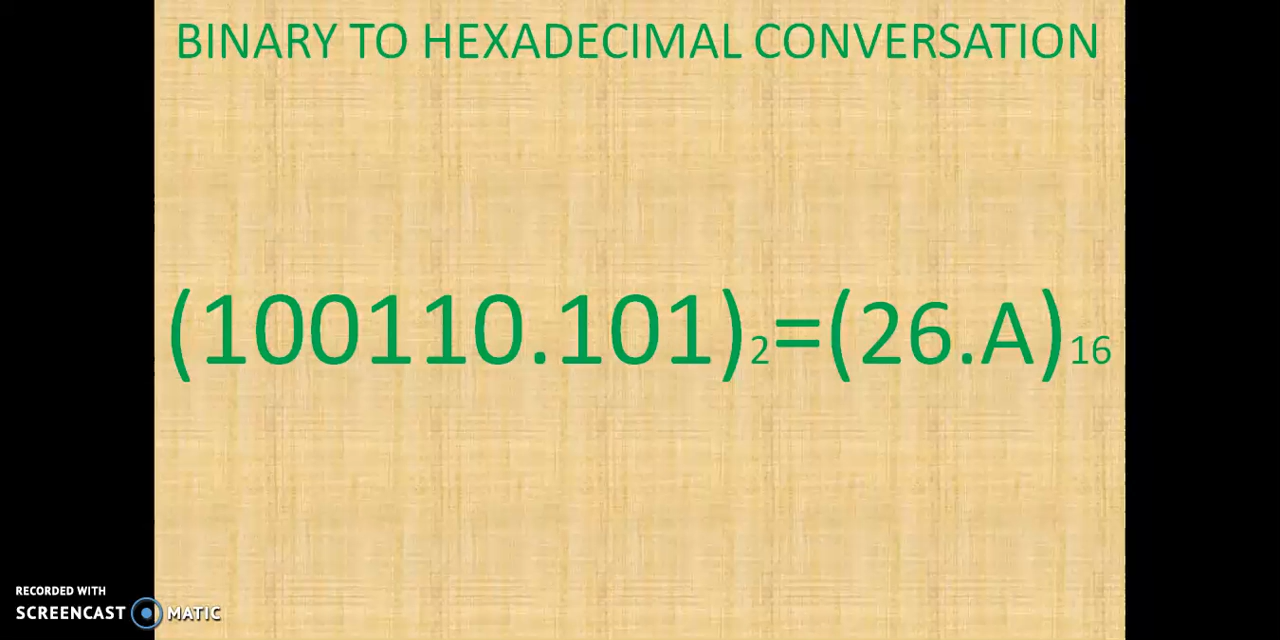 BINARY TO HEXADECIMAL CONVERSATION
(100110.101)2=(26.A)16
RECORDED WITH
SCREENCAST MATIC